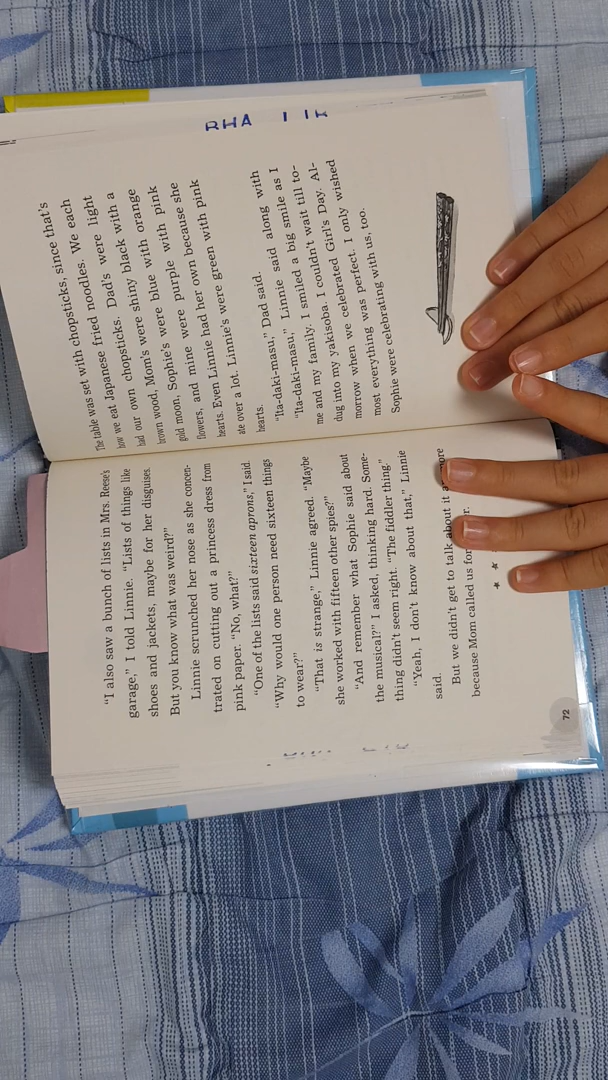 "I also saw a bunch of lists in Mrs. Reese's
garage," I told Linnie. "Lists of things like
shoes and jackets, maybe for her disguises.
But you know what was weird?"
Linnie scrunched her nose as she concen-
trated on cutting out a princess dress from
pink paper. "No, what?"
"One of the lists said sixteen aprons," I said.
"Why would one person need sixteen things
to wear?"
"That is strange," Linnie agreed. "Maybe
she worked with fifteen other spies?"
"And remember what Sophie said about
the musical?" I asked, thinking hard. Some-
thing didn't seem right. "The fiddler thing."
"Yeah, I don't know about that," Linnie
said.
But we didn't get to talk about it more
because Mom called us for
72
The table was set with chopsticks, since that's
how we eat Japanese fried noodles. We each
had our own chopsticks. Dad's were light
brown wood, Mom's were shiny black with a
gold moon, Sophie's were blue with orange
flowers, and mine were purple with pink
hearts. Even Linnie had her own because she
ate over a lot. Linnie's were green with pink
hearts.
"Ita-daki-masu," Dad said.
"Ita-daki-masu," Linnie said along with
me and my family. I smiled a big smile as I
dug into my yakisoba. I couldn't wait till to-
morrow when we celebrated Girl's Day. Al-
most everything was perfect. I only wished
Sophie were celebrating with us, too.